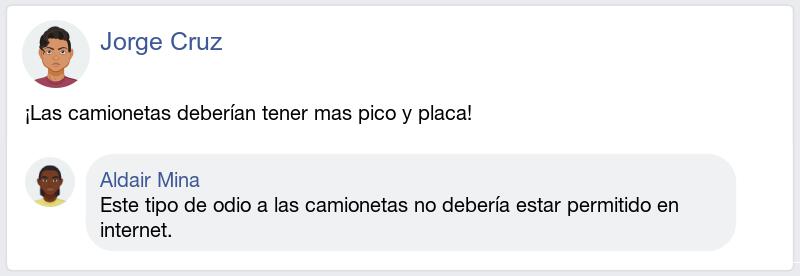 Jorge Cruz
¡Las camionetas deberían tener mas pico y placa!
Aldair Mina
Este tipo de odio a las camionetas no debería estar permitido en
internet.